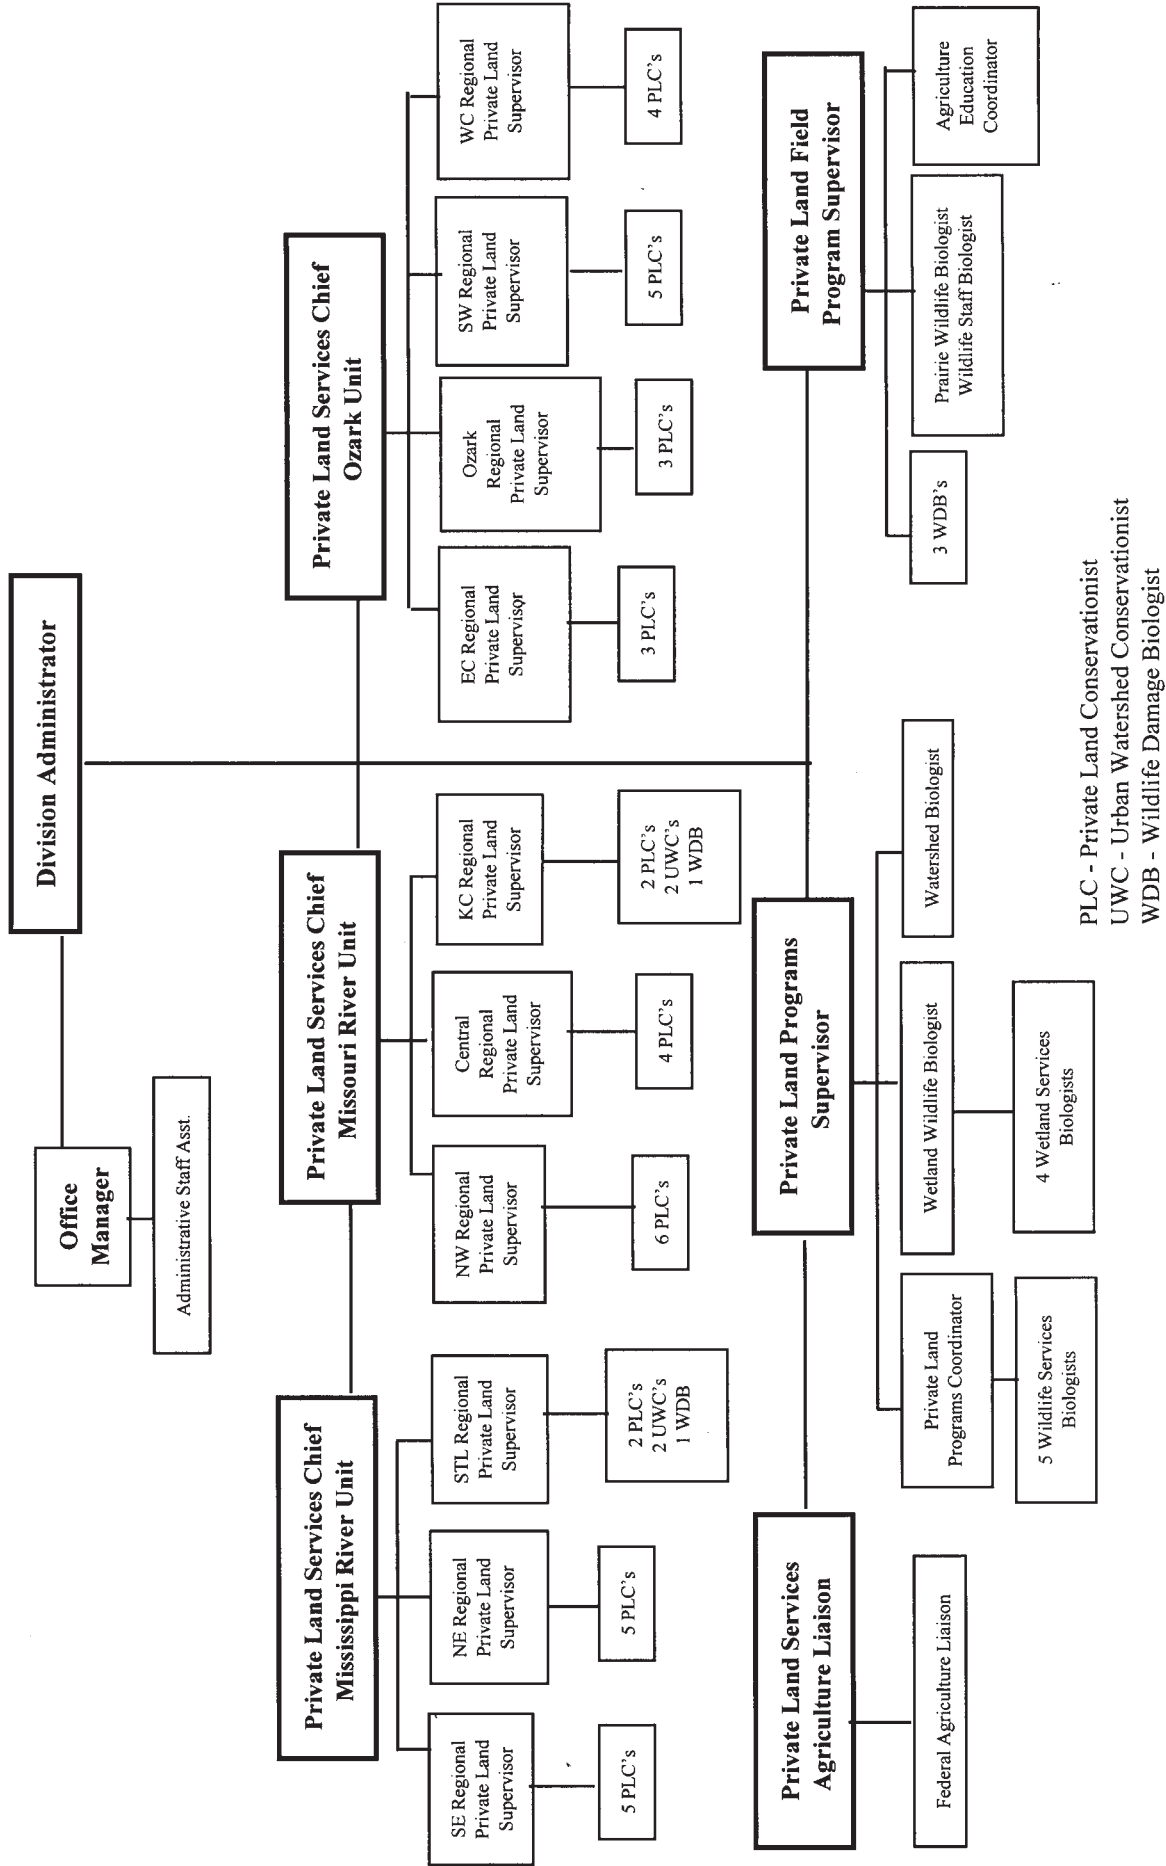 Division Administrator
Office
Manager
Administrative Staff Asst.
Private Land Services Chief
Mississippi River Unit
Private Land Services Chief
Missouri River Unit
Private Land Services Chief
Ozark Unit
SE Regional
Private Land
Supervisor
NE Regional
Private Land
Supervisor
STL Regional
Private Land
Supervisor
NW Regional
Private Land
Supervisor
Central
Regional
Private Land
Supervisor
KC Regional
Private Land
Supervisor
EC Regional
Private Land
Supervisor
Ozark
Regional
Private Land
Supervisor
SW Regional
Private Land
Supervisor
WC Regional
Private Land
Supervisor
5 PLC's
5 PLC's
2 PLC's
2 UWC's
1 WDB
6 PLC's
4 PLC's
2 PLC's
2 UWC's
1 WDB
3 PLC's
3 PLC's
5 PLC's
4 PLC's
Private Land Services
Agriculture Liaison
Private Land Programs
Supervisor
Private Land Field
Program Supervisor
Federal Agriculture Liaison
Private Land
Programs Coordinator
Wetland Wildlife Biologist
Watershed Biologist
3 WDB's
Prairie Wildlife Biologist
Wildlife Staff Biologist
Agriculture
Education
Coordinator
5 Wildlife Services
Biologists
4 Wetland Services
Biologists
PLC - Private Land Conservationist
UWC - Urban Watershed Conservationist
WDB - Wildlife Damage Biologist